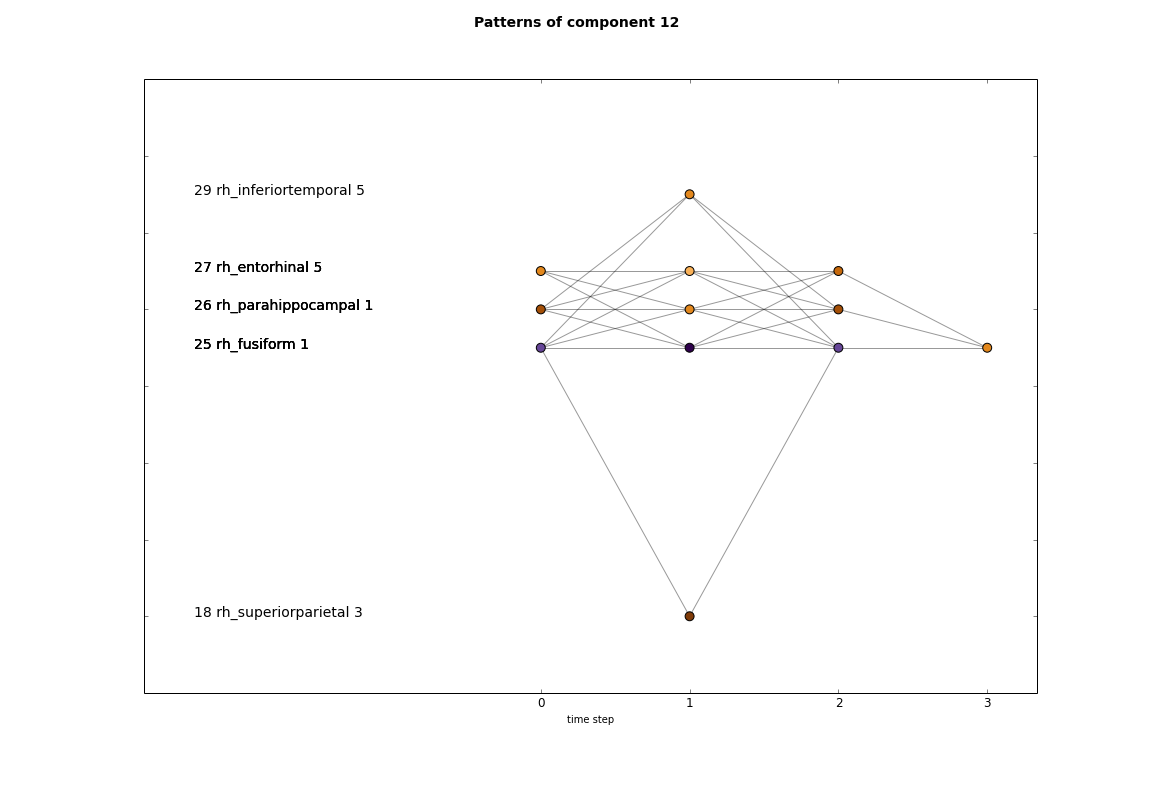 Patterns of component 12
29 rh_inferiortemporal 5
27 rh_entorhinal 5
26 rh_parahippocampal 1
25 rh_fusiform 1
18 rh_superiorparietal 3
0 1 2 3
time step